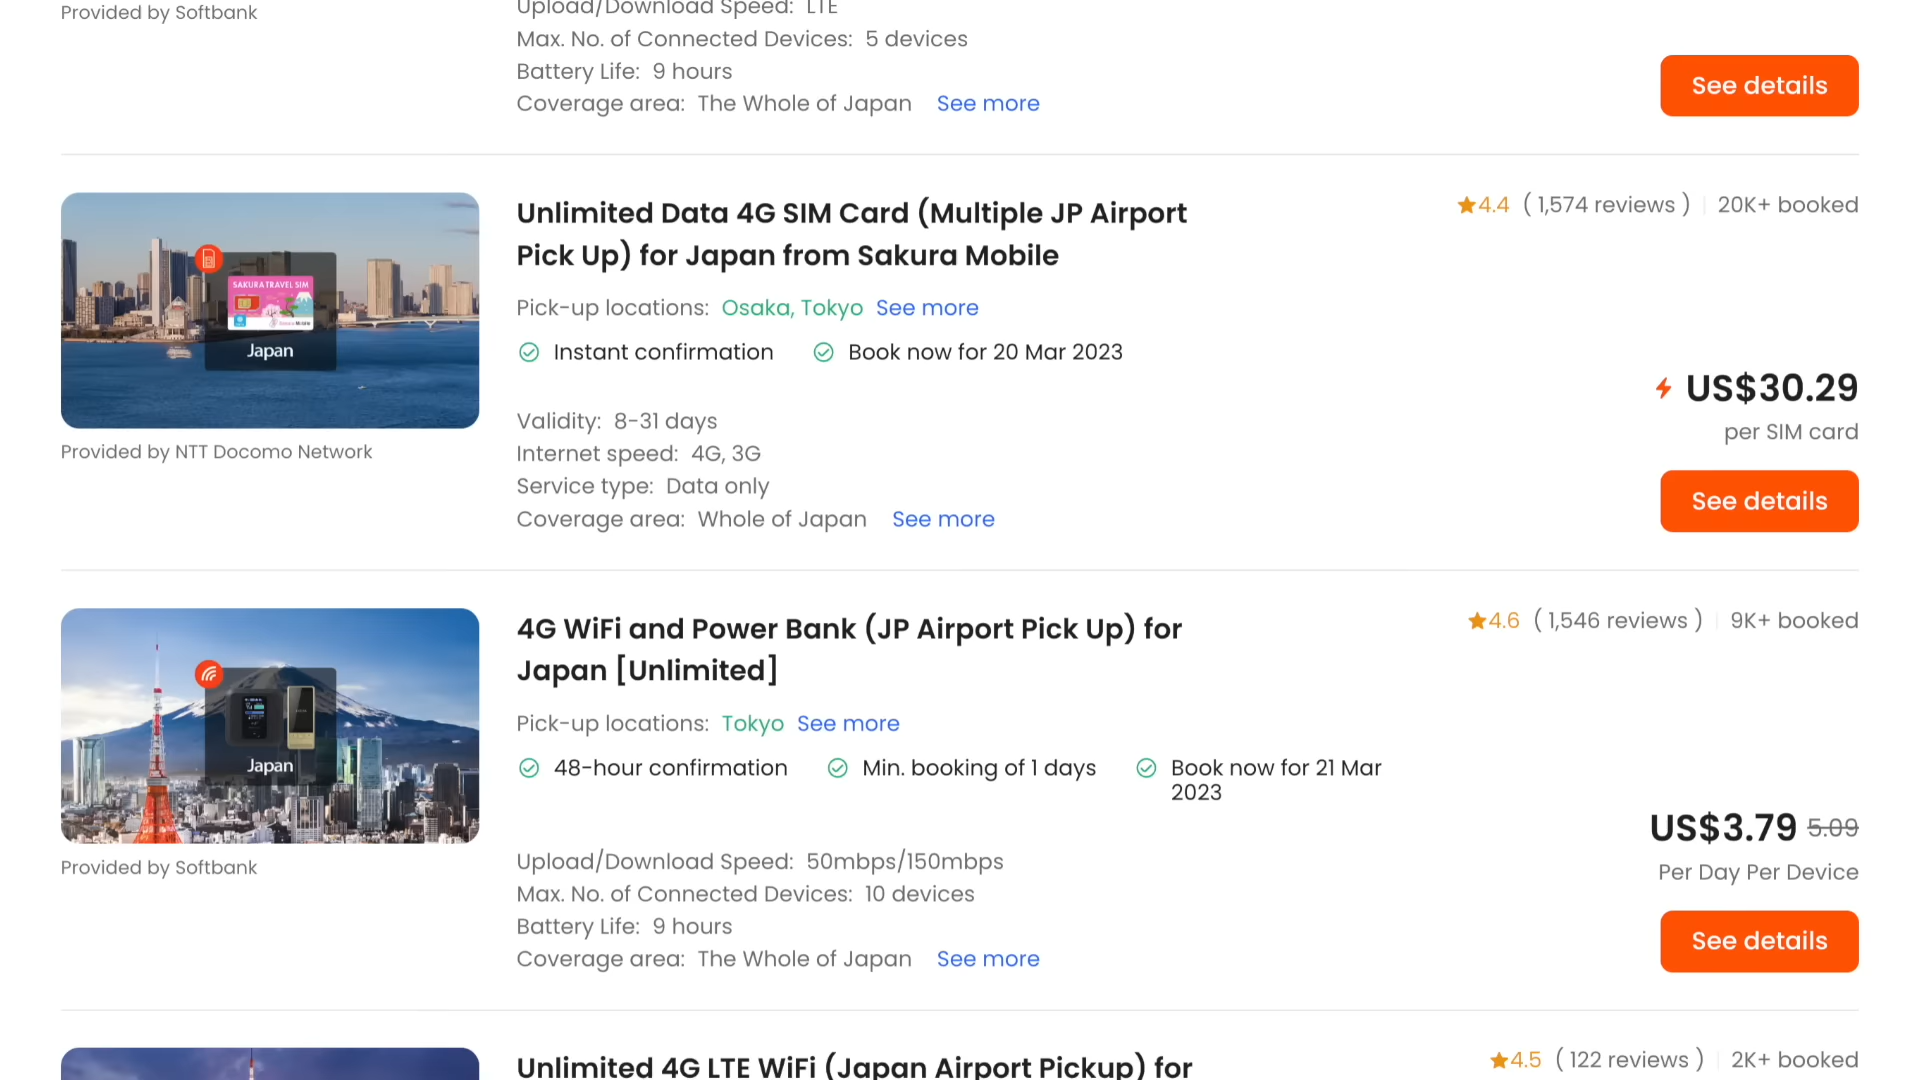 Provided by Softbank
Upload/Download Speed: LTE
Max. No. of Connected Devices: 5 devices
Battery Life: 9 hours
Coverage area: The Whole of Japan See more
See details
SAKURA TRAVEL SIM
Japan
Provided by NTT Docomo Network
Unlimited Data 4G SIM Card (Multiple JP Airport
Pick Up) for Japan from Sakura Mobile
Pick-up locations: Osaka, Tokyo See more
Instant confirmation Book now for 20 Mar 2023
Validity: 8-31 days
Internet speed: 4G, 3G
Service type: Data only
Coverage area: Whole of Japan See more
4.4 ( 1,574 reviews ) 20K+ booked
US$30.29
per SIM card
See details
Japan
Provided by Softbank
4G WiFi and Power Bank (JP Airport Pick Up) for
Japan [Unlimited]
Pick-up locations: Tokyo See more
48-hour confirmation Min. booking of 1 days Book now for 21 Mar
2023
Upload/Download Speed: 50mbps/150mbps
Max. No. of Connected Devices: 10 devices
Battery Life: 9 hours
Coverage area: The Whole of Japan See more
4.6 ( 1,546 reviews ) 9K+ booked
US$3.79 5.09
Per Day Per Device
See details
Unlimited 4G LTE WiFi (Japan Airport Pickup) for
4.5 ( 122 reviews ) 2K+ booked